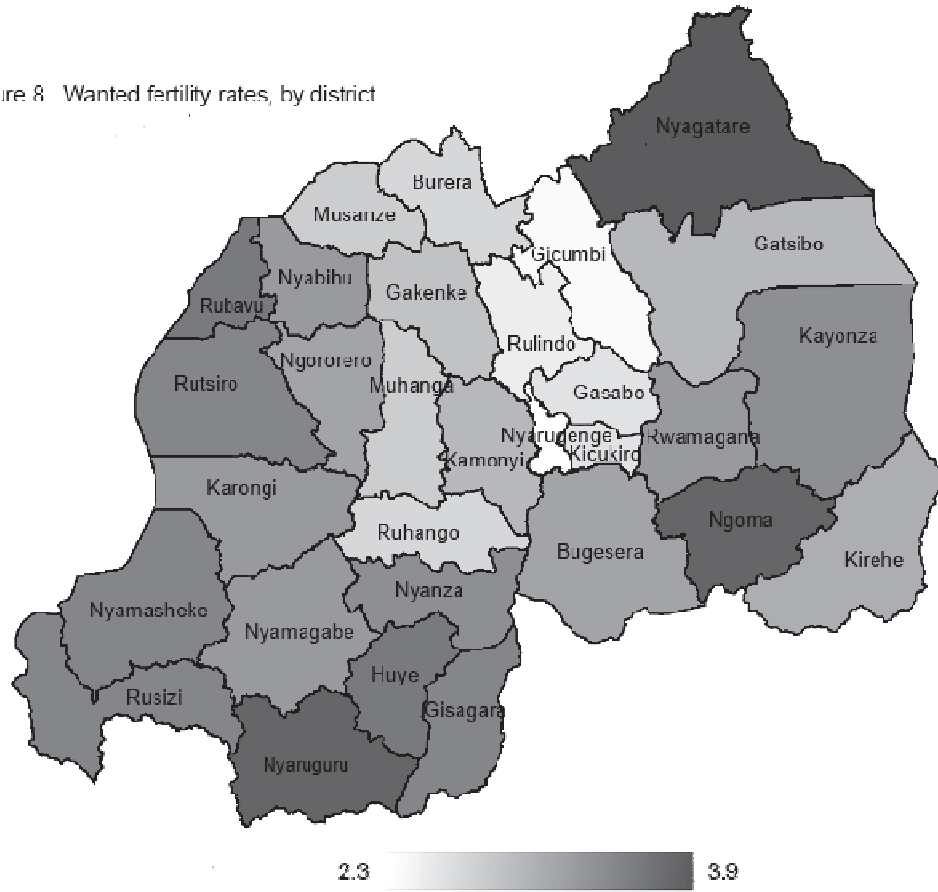 ure 8 Wanted fertility rates, by district
Nyagatare
Burera
Musanze
Gicumbi
Gatsibo
Nyabihu
Gakenke
Rubavu
Kayonza
Rulindo
Ngororero
Rutsiro
Muhanga
Gasabo
Nyarugenge
Rwamagana
Kicukiro
Kamonyi
Karongi
Ngoma
Ruhango
Bugesera
Kirehe
Nyanza
Nyamasheke
Nyamagabe
Huye
Rusizi
Gisagara
Nyaruguru
2.3
3.9